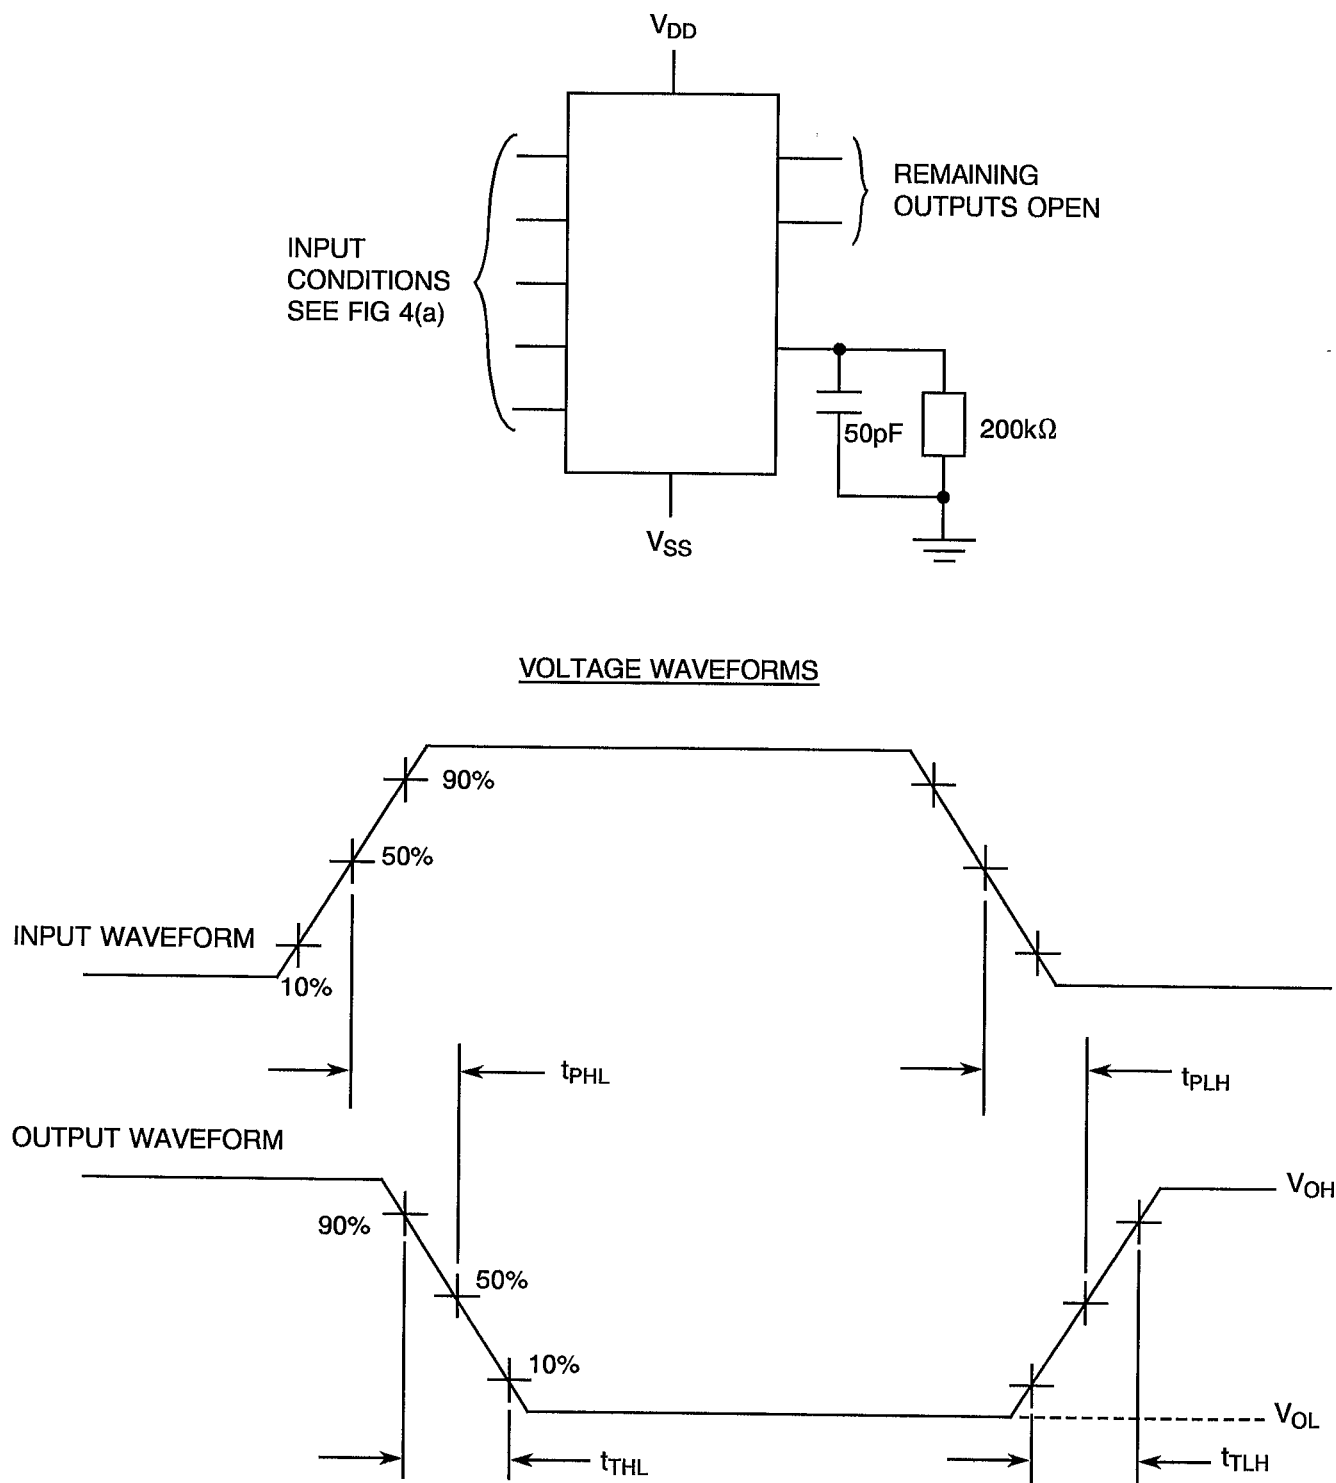 VDD
REMAINING
OUTPUTS OPEN
INPUT
CONDITIONS
SEE FIG 4(a)
50pF
200kΩ
VSS
VOLTAGE WAVEFORMS
90%
50%
INPUT WAVEFORM
10%
tPHL
tPLH
OUTPUT WAVEFORM
VOH
90%
50%
10%
VOL
tTHL
tTLH